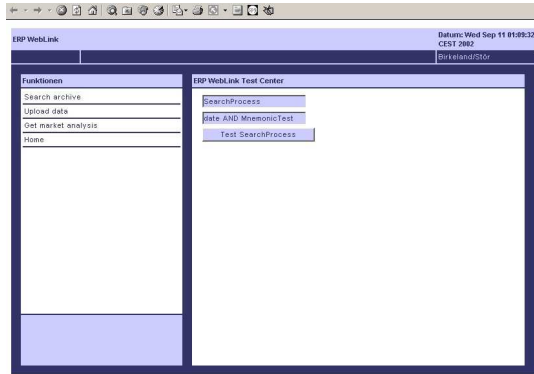 ERP WebLink
Datum: Wed Sep 11 01:09:32
CEST 2002
Birkeland/Stör
Funktionen
Search archive
Upload data
Get market analysis
Home
ERP WebLink Test Center
SearchProcess
date AND MnemonicTest
Test SearchProcess